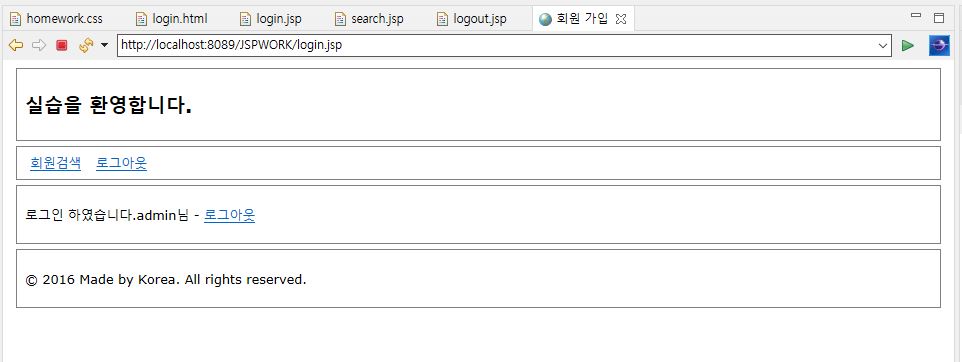 homework.css login.html login.jsp search.jsp logout.jsp 회원 가입
http://localhost:8089/JSPWORK/login.jsp
실습을 환영합니다.
회원검색 로그아웃
로그인 하였습니다.admin님 - 로그아웃
© 2016 Made by Korea. All rights reserved.